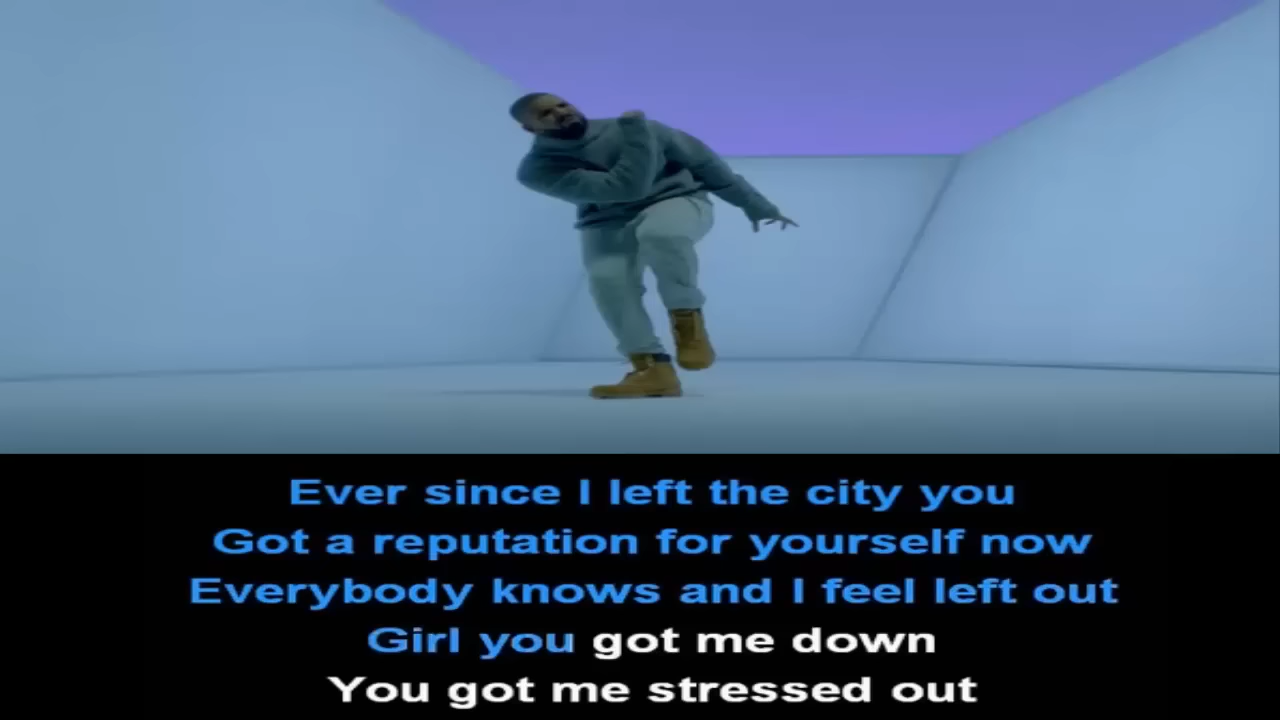 Ever since I left the city you
Got a reputation for yourself now
Everybody knows and I feel left out
Girl you got me down
You got me stressed out